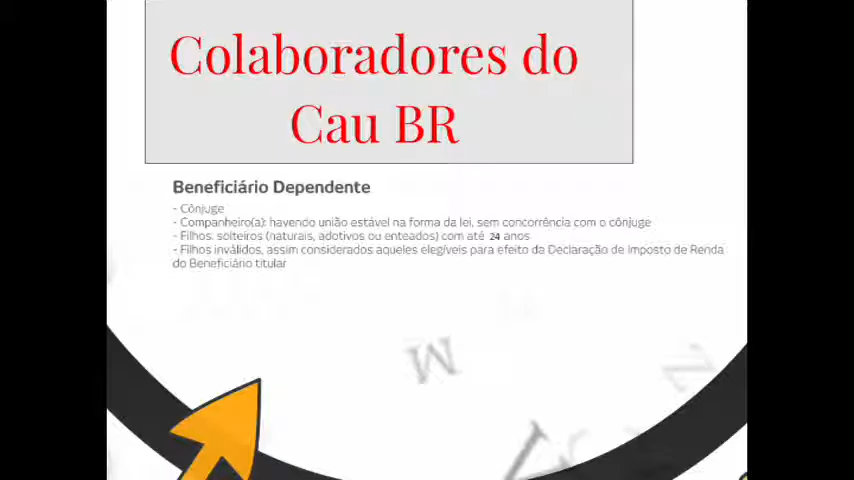 Colaboradores do
Cau BR
Beneficiário Dependente
- Cônjuge
- Companheiro(a): havendo união estável na forma da lei, sem concorrência com o cônjuge
- Filhos: solteiros (naturais, adotivos ou enteados) com até 24 anos
- Filhos inválidos, assim considerados aqueles elegíveis para efeito da Declaração de Imposto de Renda
do Beneficiário titular
M
Z